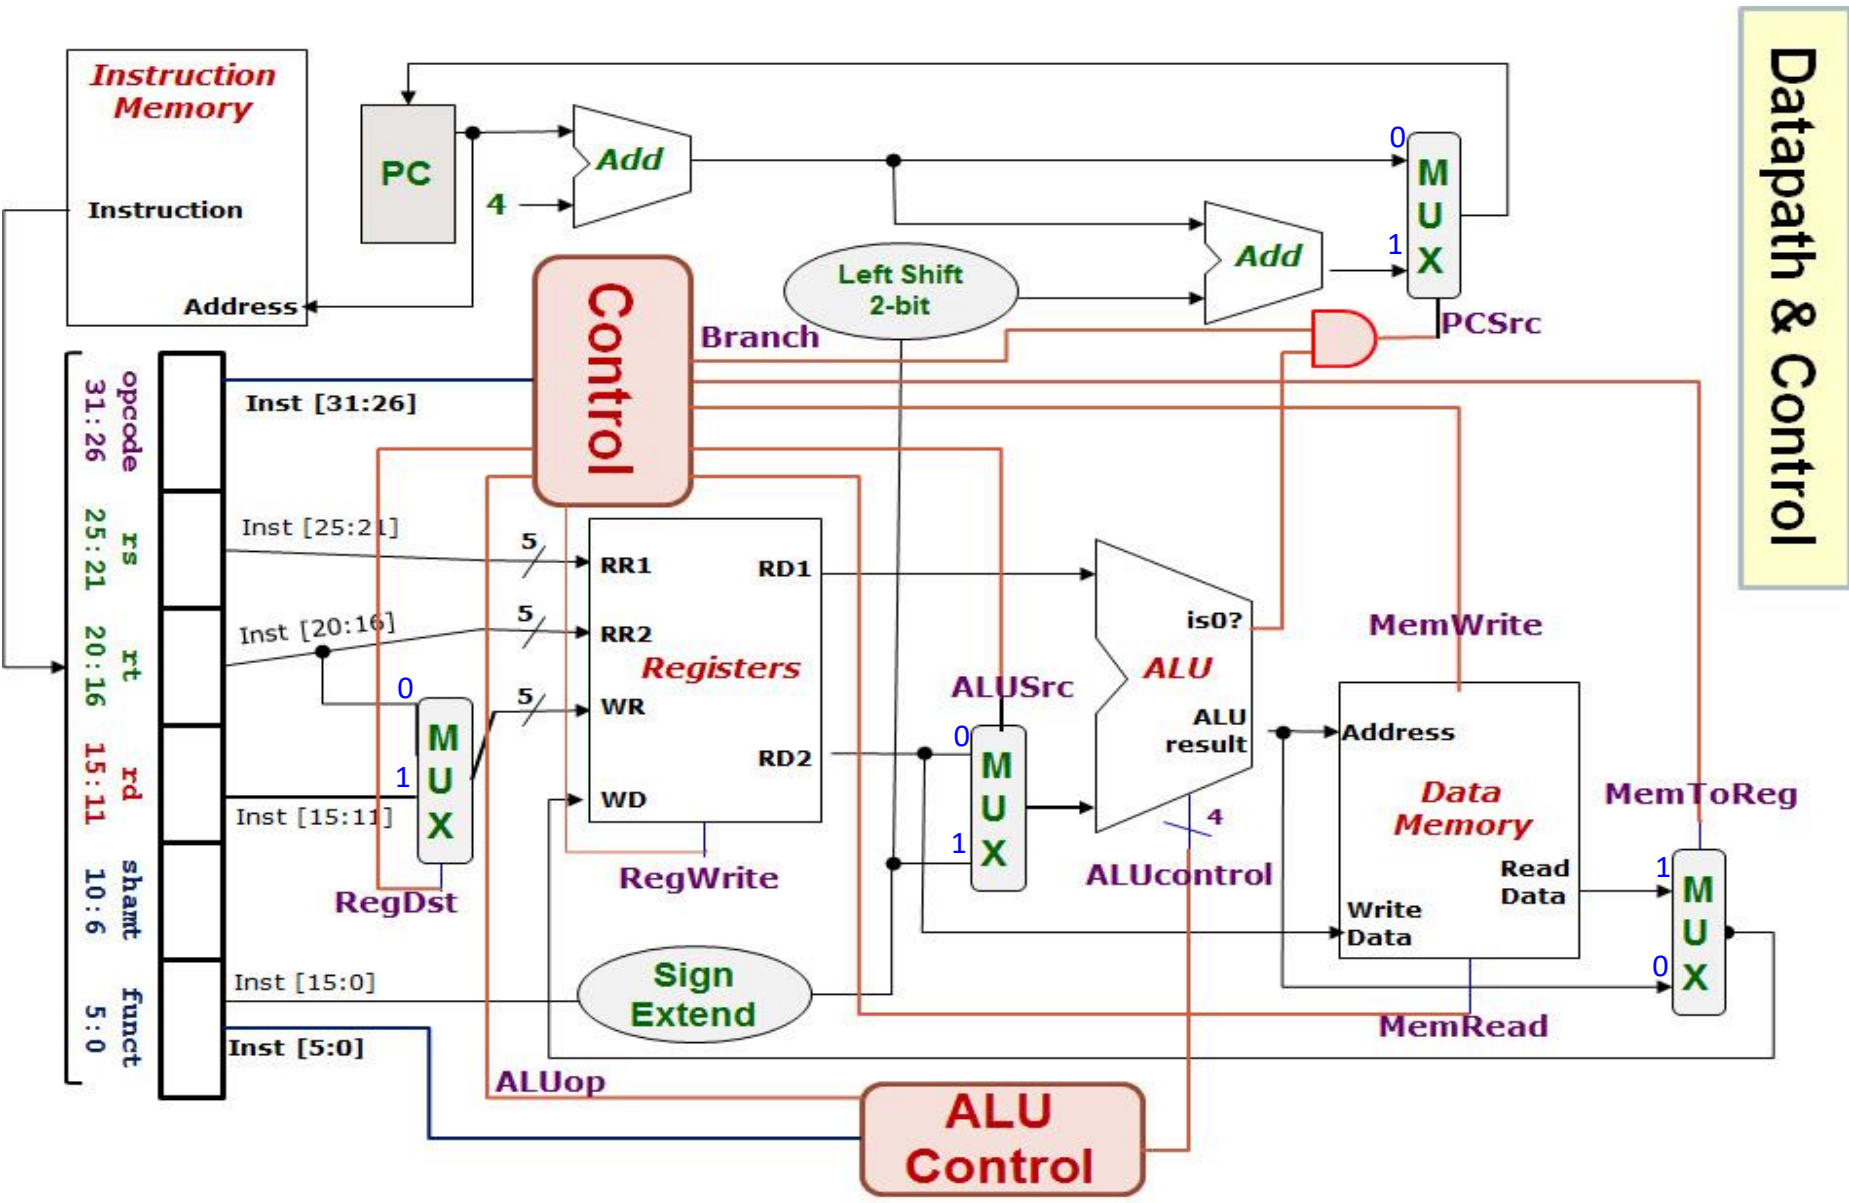 Datapath & Control
Instruction
Memory
Instruction
Address
PC
4
Add
Add
0
M
U
X
1
PCSrc
Left Shift
2-bit
Control
Branch
opcode
31:26
rs
25:21
rt
20:16
rd
15:11
shamt
10:6
funct
5:0
Inst [31:26]
Inst [25:21]
Inst [20:16]
Inst [15:11]
Inst [15:0]
Inst [5:0]
5
5
5
0
1
M
U
X
RegDst
RR1
RR2
WR
WD
RD1
RD2
Registers
RegWrite
Sign
Extend
ALUSrc
0
M
U
X
1
is0?
ALU
ALU
result
4
ALUcontrol
MemWrite
Address
Data
Memory
Read
Data
Write
Data
MemRead
MemToReg
1
M
U
X
0
ALUop
ALU
Control